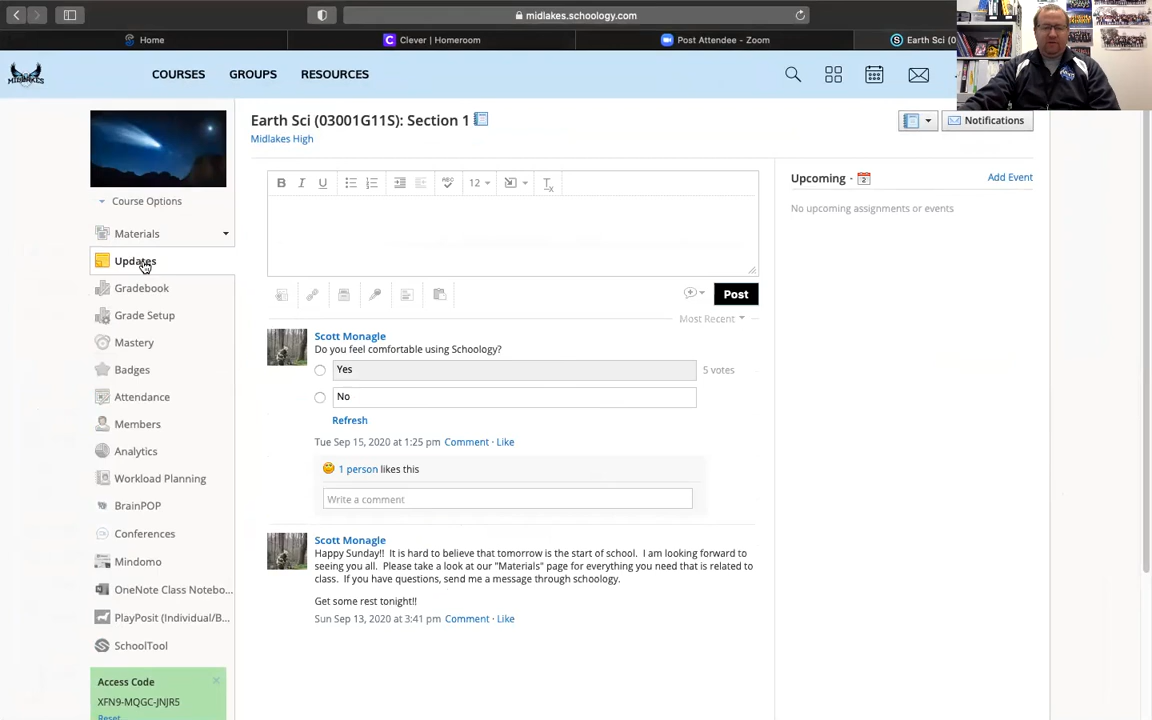 midlakes.schoology.com
Home
Clever | Homeroom
Post Attendee - Zoom
Earth Sci (0
MIDLAKES
COURSES
GROUPS
RESOURCES
Earth Sci (03001G11S): Section 1
Midlakes High
Notifications
Course Options
Materials
Updates
Gradebook
Grade Setup
Mastery
Badges
Attendance
Members
Analytics
Workload Planning
BrainPOP
Conferences
Mindomo
OneNote Class Notebo...
PlayPosit (Individual/B...
SchoolTool
Access Code
XFN9-MQGC-JNJR5
Reset
B I U
ABC
12
Tx
Post
Most Recent
Scott Monagle
Do you feel comfortable using Schoology?
Yes
5 votes
No
Refresh
Tue Sep 15, 2020 at 1:25 pm Comment · Like
1 person likes this
Write a comment
Scott Monagle
Happy Sunday!! It is hard to believe that tomorrow is the start of school. I am looking forward to
seeing you all. Please take a look at our "Materials" page for everything you need that is related to
class. If you have questions, send me a message through schoology.
Get some rest tonight!!
Sun Sep 13, 2020 at 3:41 pm Comment · Like
Upcoming · 2
Add Event
No upcoming assignments or events